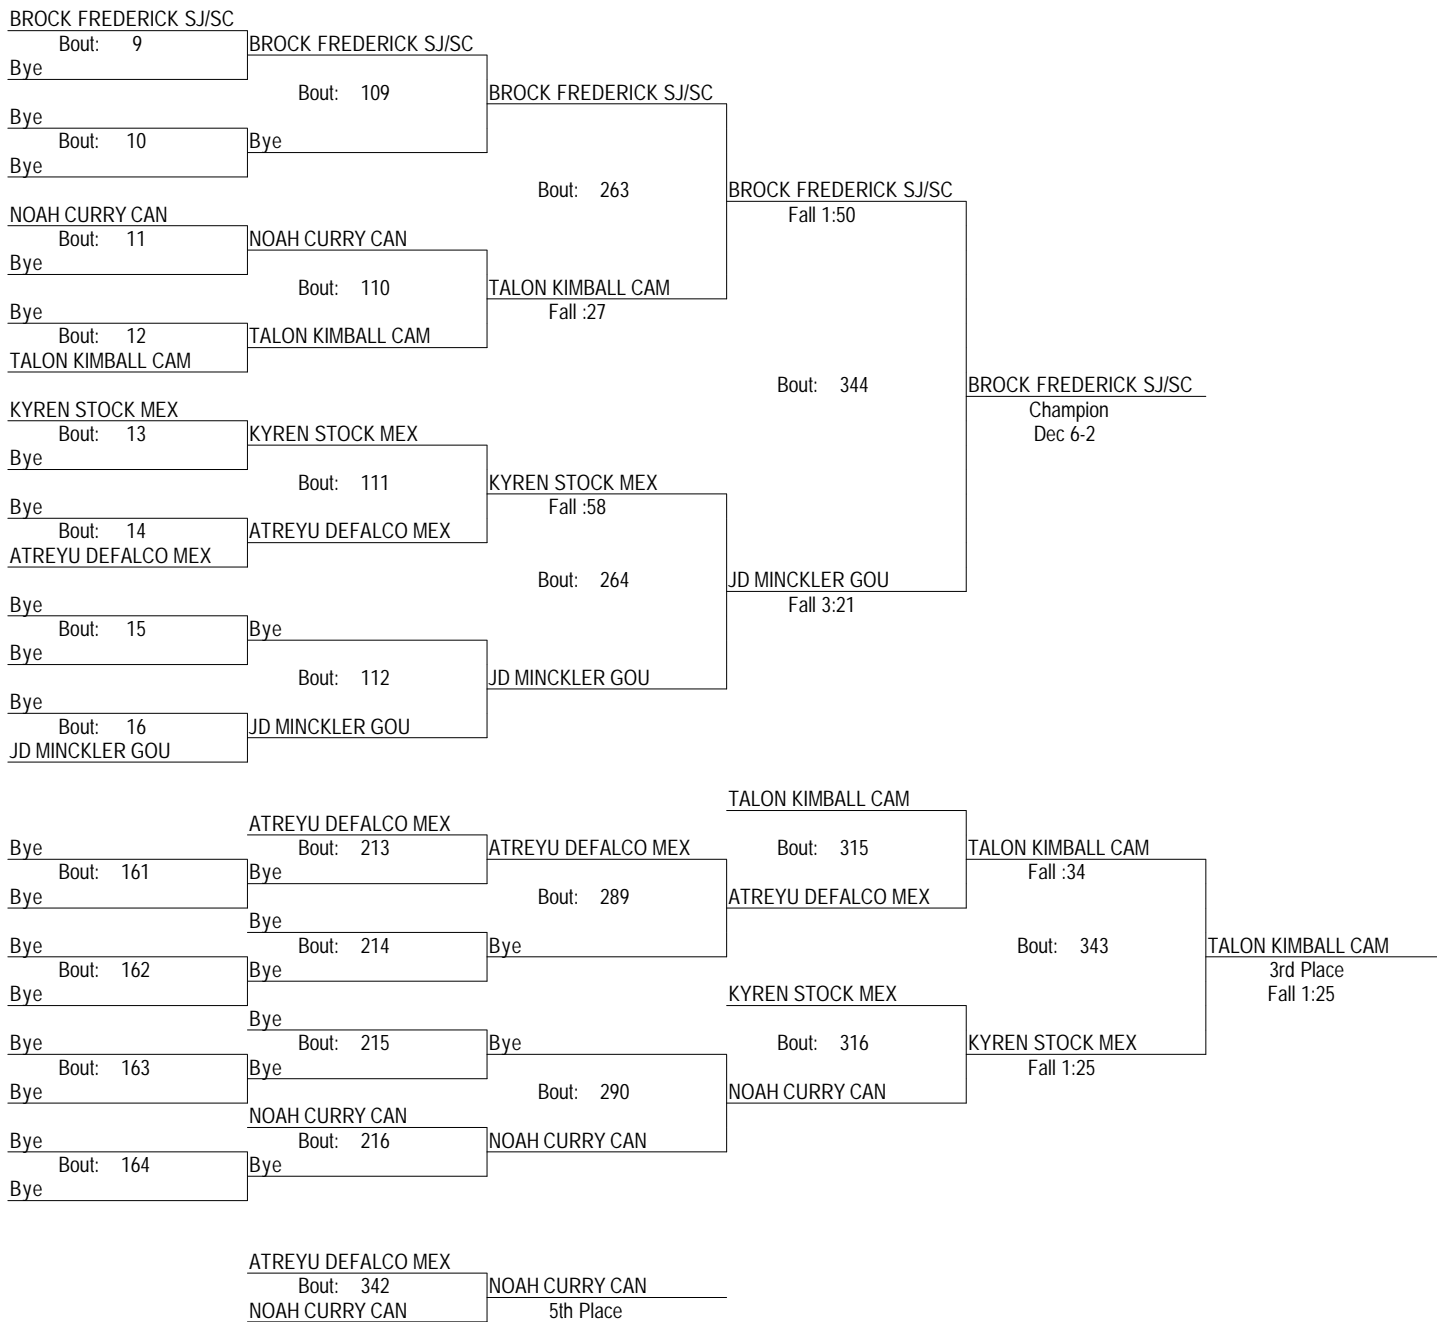 BROCK FREDERICK SJ/SC
Bout: 9
BROCK FREDERICK SJ/SC
Bye
Bout: 109
BROCK FREDERICK SJ/SC
Bye
Bout: 10
Bye
Bye
Bout: 263
BROCK FREDERICK SJ/SC
Fall 1:50
NOAH CURRY CAN
Bout: 11
NOAH CURRY CAN
Bye
Bout: 110
TALON KIMBALL CAM
Fall :27
Bye
Bout: 12
TALON KIMBALL CAM
TALON KIMBALL CAM
Bout: 344
BROCK FREDERICK SJ/SC
Champion
Dec 6-2
KYREN STOCK MEX
Bout: 13
KYREN STOCK MEX
Bye
Bout: 111
KYREN STOCK MEX
Fall :58
Bye
Bout: 14
ATREYU DEFALCO MEX
ATREYU DEFALCO MEX
Bout: 264
JD MINCKLER GOU
Fall 3:21
Bye
Bout: 15
Bye
Bye
Bout: 112
JD MINCKLER GOU
Bye
Bout: 16
JD MINCKLER GOU
JD MINCKLER GOU
TALON KIMBALL CAM
ATREYU DEFALCO MEX
Bye
Bout: 213
ATREYU DEFALCO MEX
Bout: 315
TALON KIMBALL CAM
Fall :34
Bout: 161
Bye
Bye
Bout: 289
ATREYU DEFALCO MEX
Bye
Bye
Bout: 214
Bye
Bout: 343
TALON KIMBALL CAM
3rd Place
Fall 1:25
Bout: 162
Bye
Bye
KYREN STOCK MEX
Bye
Bye
Bout: 215
Bye
Bout: 316
KYREN STOCK MEX
Fall 1:25
Bout: 163
Bye
Bye
Bout: 290
NOAH CURRY CAN
NOAH CURRY CAN
Bye
Bout: 216
NOAH CURRY CAN
Bout: 164
Bye
Bye
ATREYU DEFALCO MEX
Bout: 342
NOAH CURRY CAN
NOAH CURRY CAN
5th Place